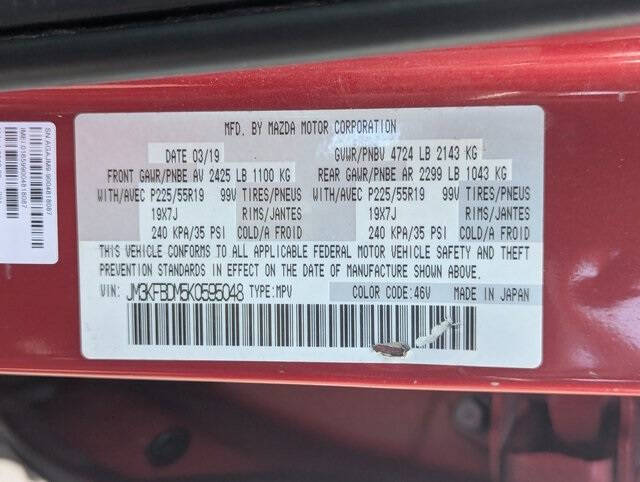 MFD. BY MAZDA MOTOR CORPORATION
DATE 03/19 GVWR/PNBV 4724 LB 2143 KG
FRONT GAWR/PNBE AV 2425 LB 1100 KG REAR GAWR/PNBE AR 2299 LB 1043 KG
WITH/AVEC P225/55R19 99V TIRES/PNEUS WITH/AVEC P225/55R19 99V TIRES/PNEUS
19X7J RIMS/JANTES 19X7J RIMS/JANTES
240 KPA/35 PSI COLD/A FROID 240 KPA/35 PSI COLD/A FROID
THIS VEHICLE CONFORMS TO ALL APPLICABLE FEDERAL MOTOR VEHICLE SAFETY AND THEFT
PREVENTION STANDARDS IN EFFECT ON THE DATE OF MANUFACTURE SHOWN ABOVE.
VIN: JM3KFBDM5K0595048 TYPE:MPV COLOR CODE:46V MADE IN JAPAN
SN AIGAJM9 9004818087